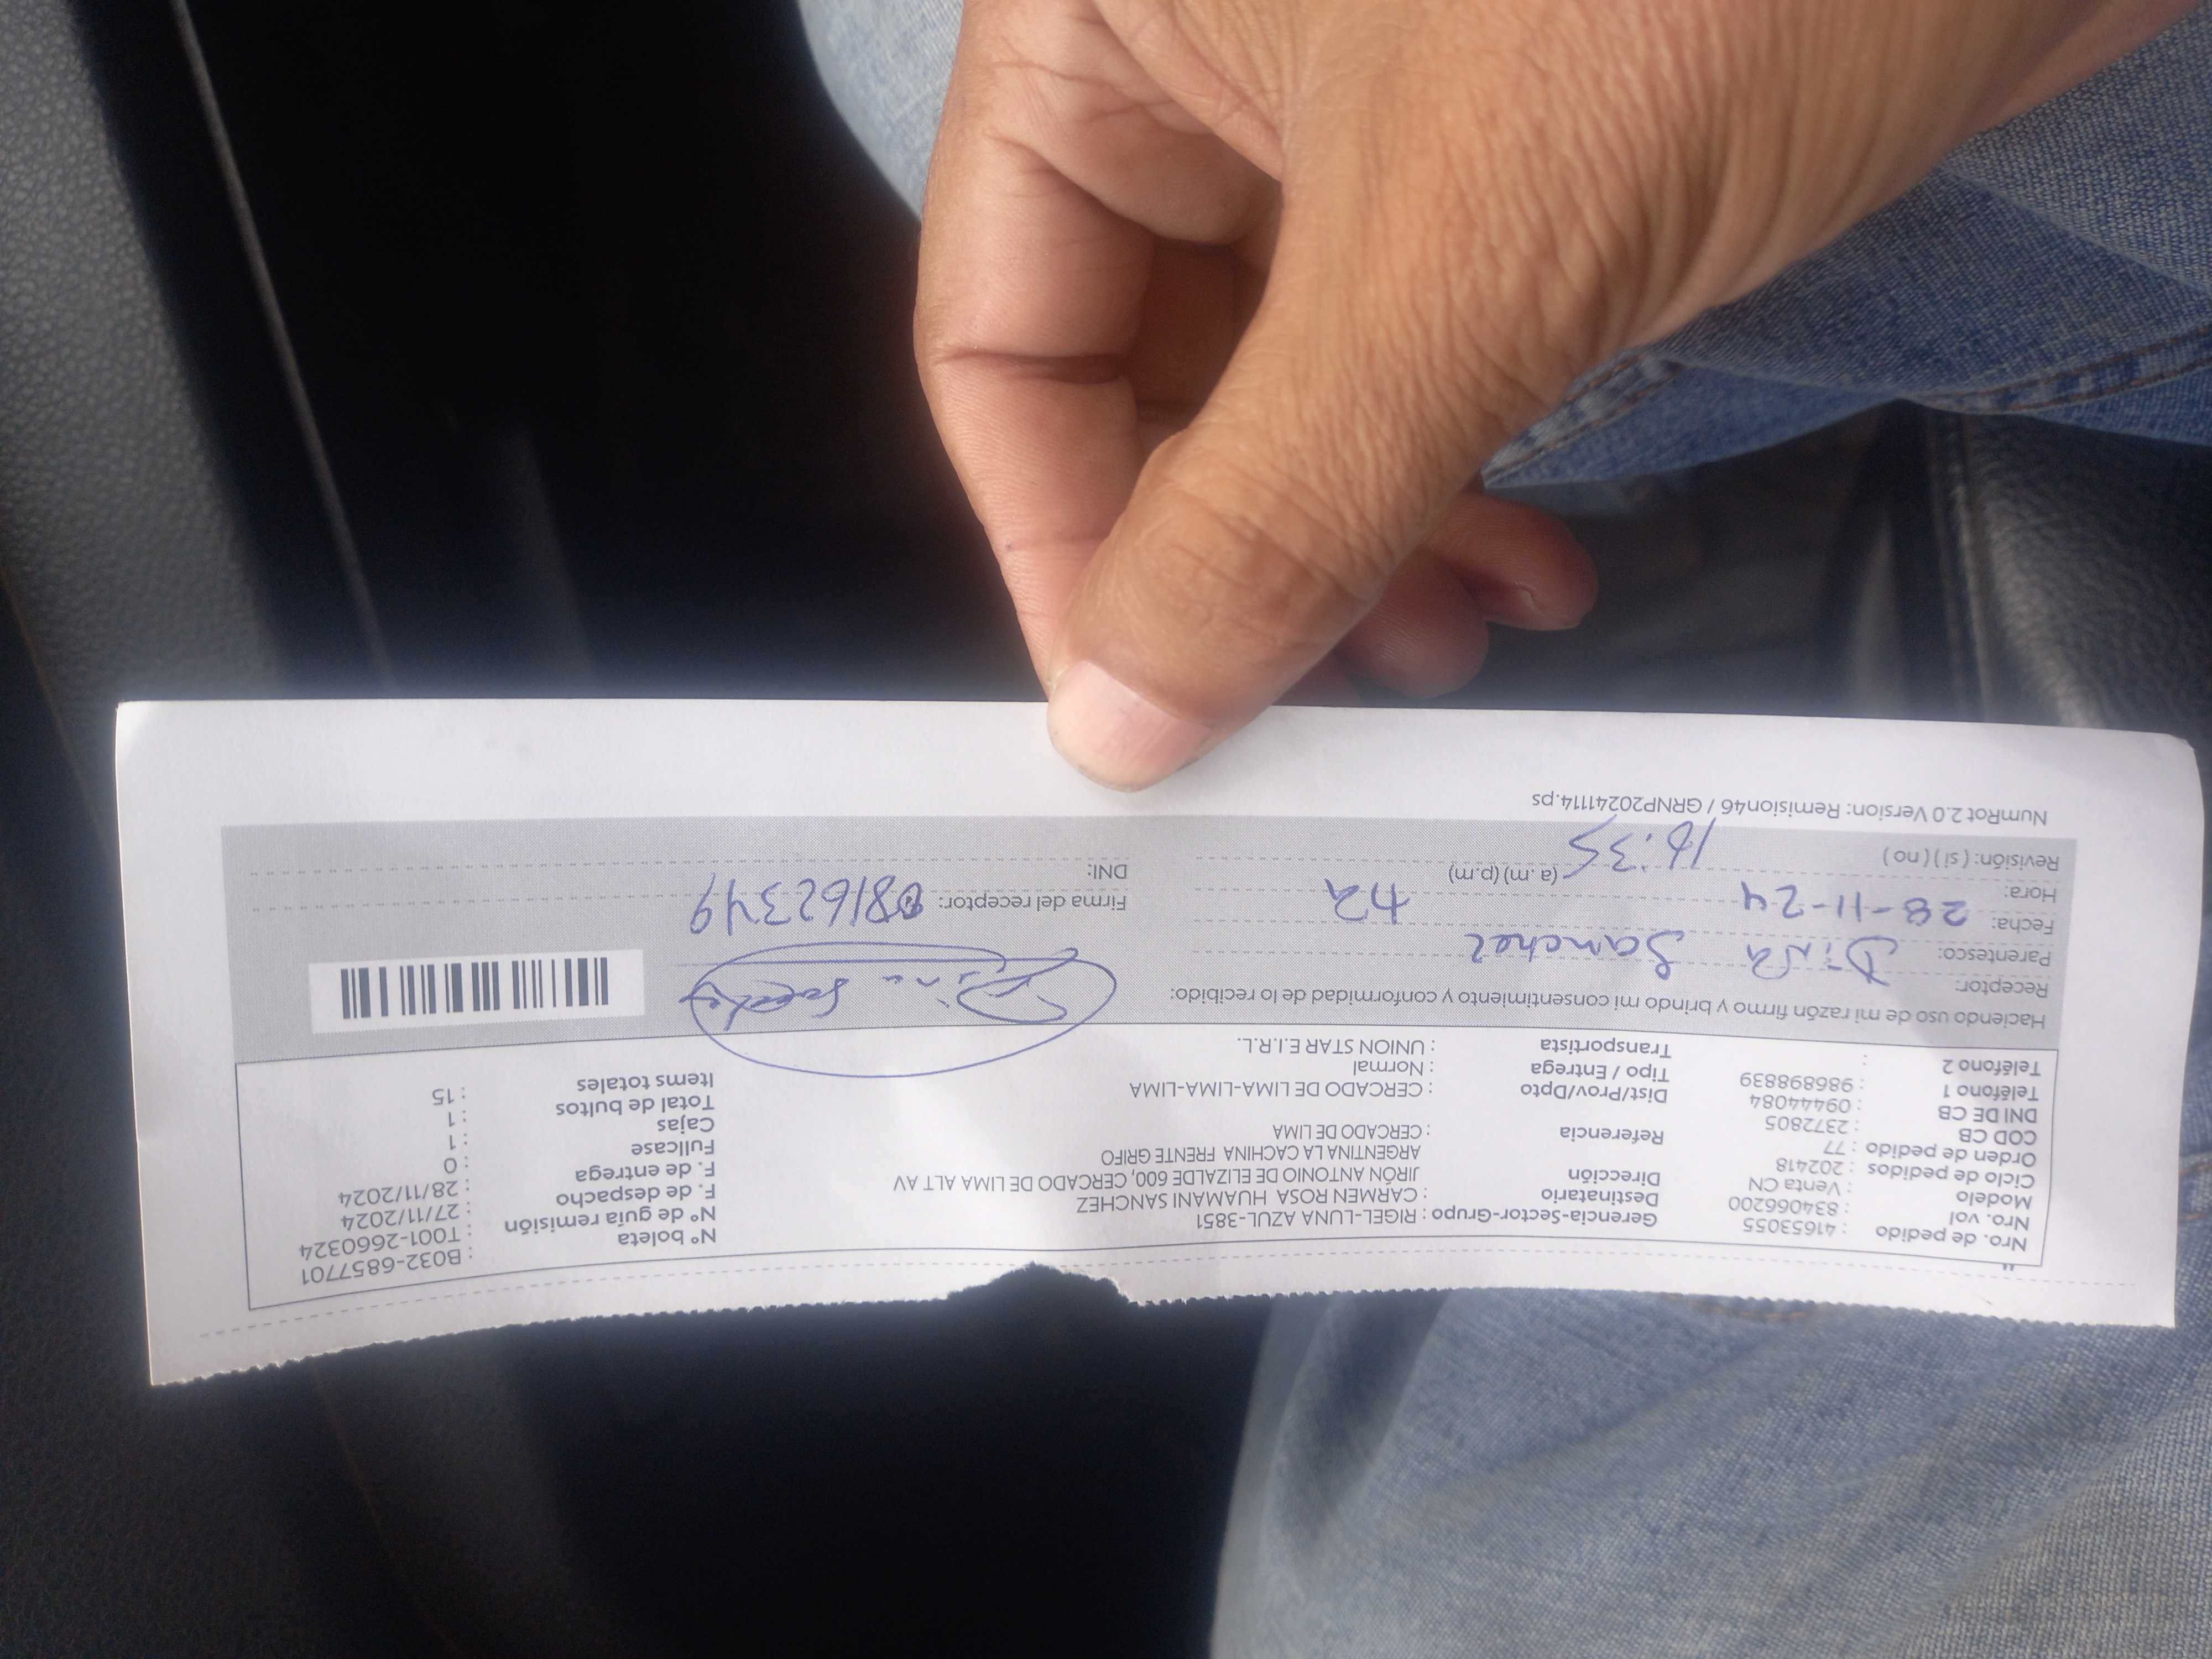 Nro. de pedido : 41653055
Nro. vol : 834066200
Modelo : Venta CN
Ciclo de pedidos : 202418
Orden de pedido : 77
COD CB : 2372805
DNI DE CB : 09444084
Teléfono 1 : 986898839
Teléfono 2 :
Gerencia-Sector-Grupo : RIGEL-LUNA AZUL-3851
Destinatario : CARMEN ROSA HUAMANI SANCHEZ
Dirección JIRÓN ANTONIO DE ELIZALDE 600, CERCADO DE LIMA ALT AV
ARGENTINA LA CACHINA FRENTE GRIFO
Referencia : CERCADO DE LIMA
Dist/Prov/Dpto : CERCADO DE LIMA-LIMA-LIMA
Tipo / Entrega : Normal
Transportista : UNION STAR E.I.R.L.
N° boleta : B032-6857701
N° de guía remisión : T001-2660324
F. de despacho : 27/11/2024
F. de entrega : 28/11/2024
Fullcase : 0
Cajas : 1
Total de bultos : 1
Items totales : 15
Haciendo uso de mi razón firmo y brindo mi consentimiento y conformidad de lo recibido:
Receptor:
Parentesco: Dina Sanchez
Fecha: 28-11-24
Hora: 16:35 (a.m) (p.m)
Revisión: ( si ) ( no )
Firma del receptor: 08162349
DNI:
NumRot 2.0 Version: Remision46 / GRNP20241114.ps